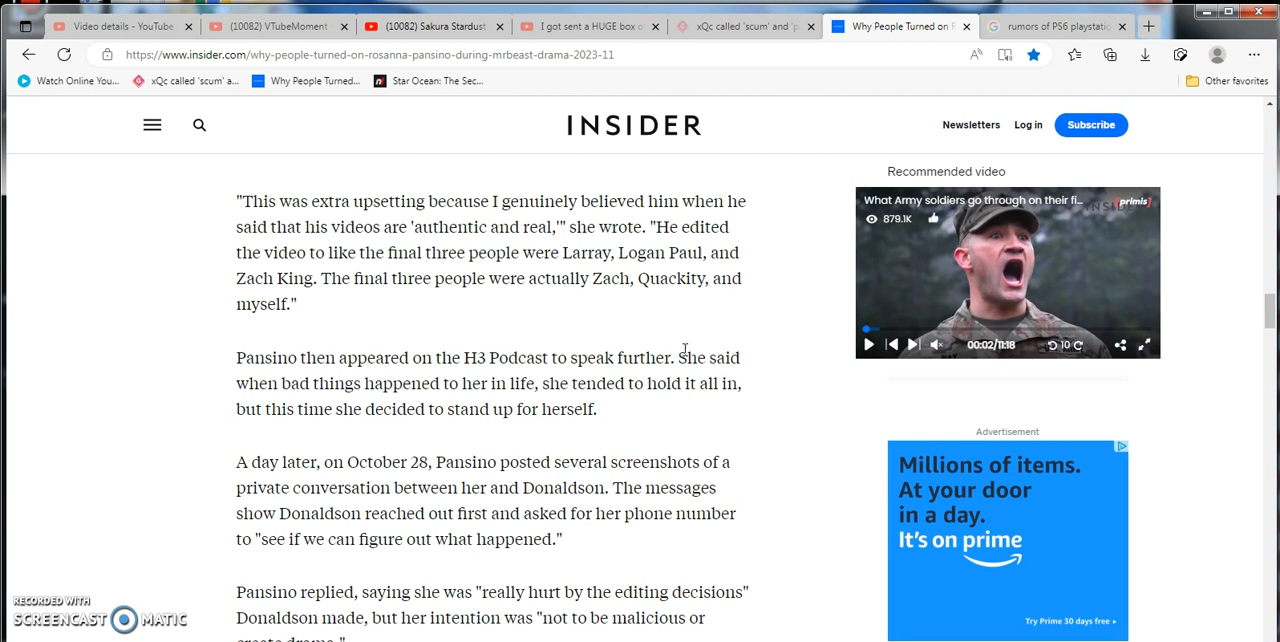 Video details - YouTube
(10082) VTubeMoment -
(10082) Sakura Stardust
I got sent a HUGE box o
xQc called 'scum' and 'p
Why People Turned on R
rumors of PS6 playstatio
https://www.insider.com/why-people-turned-on-rosanna-pansino-during-mrbeast-drama-2023-11
Watch Online You...
xQc called 'scum' a...
Why People Turned...
Star Ocean: The Sec...
Other favorites
INSIDER
Newsletters
Log in
Subscribe
"This was extra upsetting because I genuinely believed him when he
said that his videos are 'authentic and real,'" she wrote. "He edited
the video to like the final three people were Larray, Logan Paul, and
Zach King. The final three people were actually Zach, Quackity, and
myself."
Pansino then appeared on the H3 Podcast to speak further. She said
when bad things happened to her in life, she tended to hold it all in,
but this time she decided to stand up for herself.
A day later, on October 28, Pansino posted several screenshots of a
private conversation between her and Donaldson. The messages
show Donaldson reached out first and asked for her phone number
to "see if we can figure out what happened."
Pansino replied, saying she was "really hurt by the editing decisions"
Donaldson made, but her intention was "not to be malicious or
create drama."
Recommended video
What Army soldiers go through on their fi...
primis
INSIDER
879.1K
00:02/11:18
10
Advertisement
Millions of items.
At your door
in a day.
It's on prime
Try Prime 30 days free
RECORDED WITH
SCREENCAST MATIC